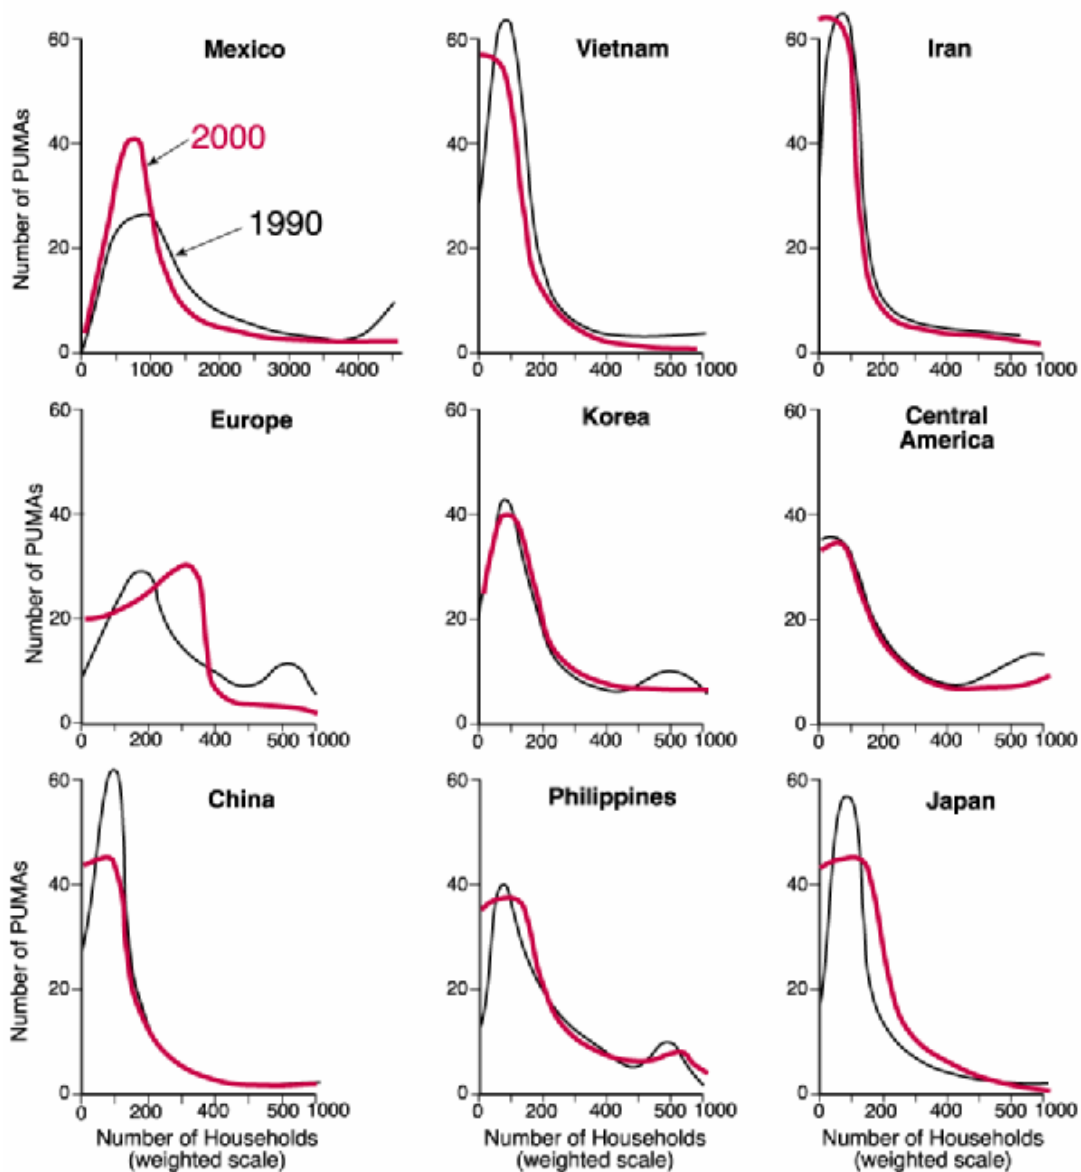 Mexico
Number of PUMAs
60
40
20
0
2000
1990
0 1000 2000 3000 4000
Vietnam
60
40
20
0
0 200 400 500 1000
Iran
60
40
20
0
0 200 400 500 1000
Europe
Number of PUMAs
60
40
20
0
0 200 400 500 1000
Korea
60
40
20
0
0 200 400 500 1000
Central
America
60
40
20
0
0 200 400 500 1000
China
Number of PUMAs
60
40
20
0
0 200 400 500 1000
Number of Households
(weighted scale)
Philippines
60
40
20
0
0 200 400 500 1000
Number of Households
(weighted scale)
Japan
60
40
20
0
0 200 400 500 1000
Number of Households
(weighted scale)